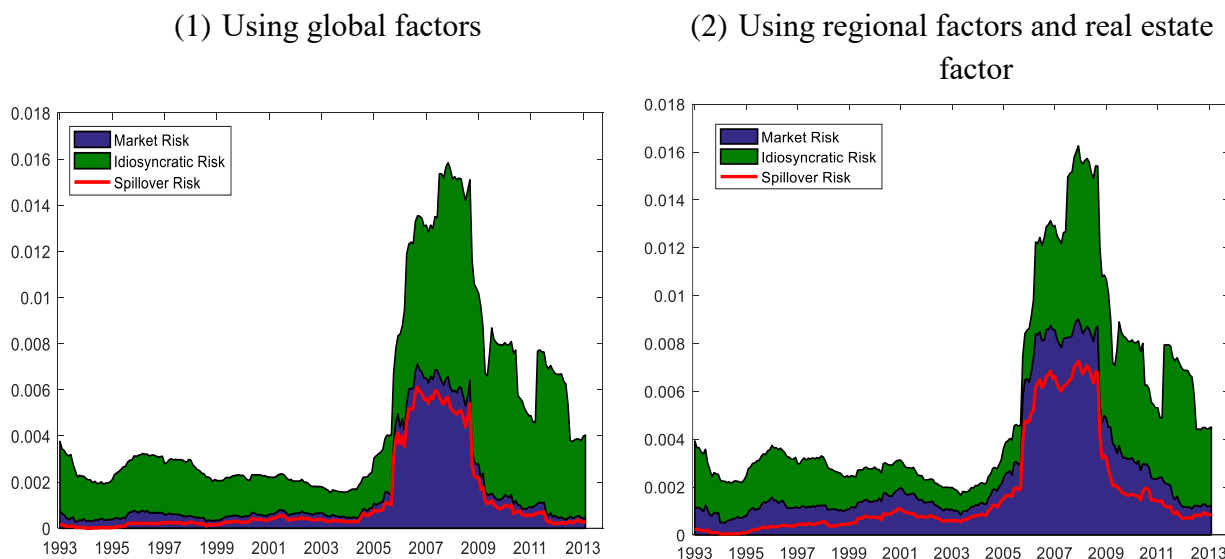 (1) Using global factors
0.018
0.016
0.014
0.012
0.01
0.008
0.006
0.004
0.002
0
Market Risk
Idiosyncratic Risk
Spillover Risk
1993 1995 1997 1999 2001 2003 2005 2007 2009 2011 2013
(2) Using regional factors and real estate
factor
0.018
0.016
0.014
0.012
0.01
0.008
0.006
0.004
0.002
0
Market Risk
Idiosyncratic Risk
Spillover Risk
1993 1995 1997 1999 2001 2003 2005 2007 2009 2011 2013